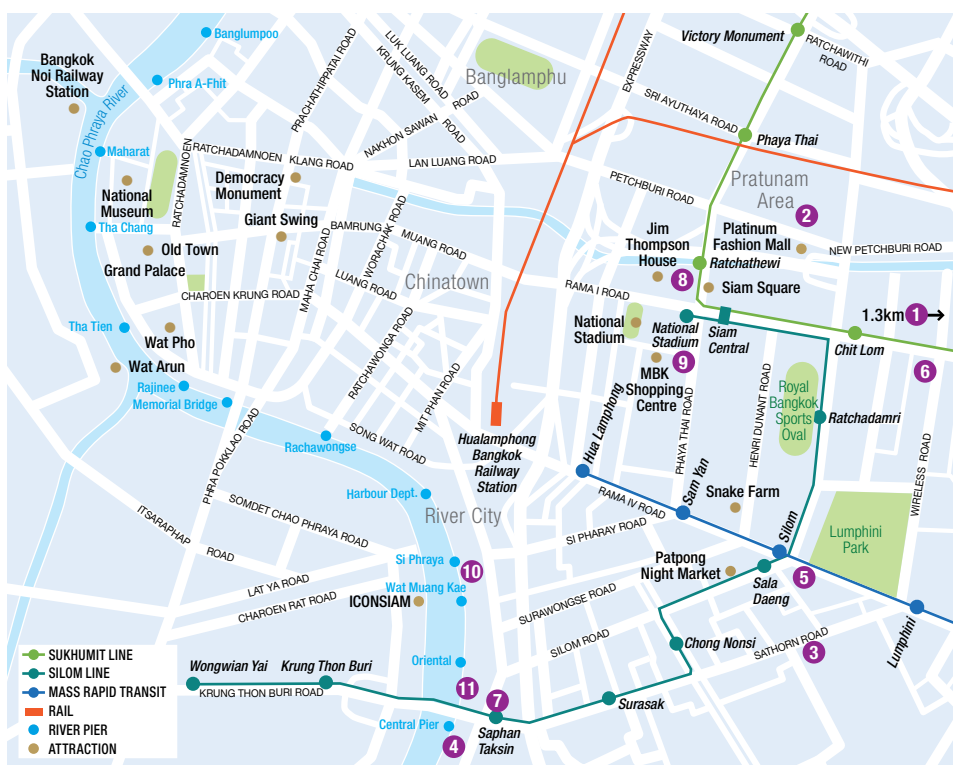 Banglumpoo
Bangkok
Noi Railway
Station
Phra A-Fhit
Chao Phraya River
Maharat
National
Museum
Tha Chang
Old Town
Grand Palace
RATCHADAMNOEN
RATCHADAMNOEN KLANG ROAD
PRACHATHIPPATAI ROAD
LUK LUANG ROAD
KRUNG KASEM
ROAD
NAKHON SAWAN
ROAD
LAN LUANG ROAD
Banglamphu
Democracy
Monument
Giant Swing
BAMRUNG
MUANG ROAD
WORACHAK ROAD
MAHA CHAI ROAD
LUANG ROAD
CHAROEN KRUNG ROAD
Chinatown
EXPRESSWAY
SRI AYUTHAYA ROAD
Victory Monument
RATCHAWITHI
ROAD
Phaya Thai
PETCHBURI ROAD
Pratunam
Area
2
Jim
Thompson
House
8
Platinum
Fashion Mall
NEW PETCHBURI ROAD
Ratchathewi
Siam Square
RAMA I ROAD
National
Stadium
National
Stadium
9
Siam
Central
1.3km
1
Chit Lom
6
MBK
Shopping
Centre
Tha Tien
Wat Pho
Wat Arun
Rajinee
Memorial Bridge
RATCHAWONGA ROAD
MIT PHAN ROAD
SONG WAT ROAD
Rachawongse
PHRA POKKLAO ROAD
Hualamphong
Bangkok
Railway
Station
Hua Lamphong
PHAYA THAI ROAD
HENRI DUNANT ROAD
Royal
Bangkok
Sports
Oval
Ratchadamri
WIRELESS ROAD
Harbour Dept.
River City
RAMA IV ROAD
Sam Yan
Snake Farm
SI PHARAY ROAD
Silom
Lumphini
Park
ITSARAPHAP ROAD
SOMDET CHAO PHRAYA ROAD
Si Phraya
10
Wat Muang Kae
LAT YA ROAD
CHAROEN RAT ROAD
ICONSIAM
Patpong
Night Market
Sala
Daeng
5
SURAWONGSE ROAD
SILOM ROAD
Chong Nonsi
SATHORN ROAD
3
Lumphini
Oriental
Wongwian Yai
Krung Thon Buri
KRUNG THON BURI ROAD
11
7
Saphan
Taksin
Surasak
Central Pier
4
SUKHUMIT LINE
SILOM LINE
MASS RAPID TRANSIT
RAIL
RIVER PIER
ATTRACTION